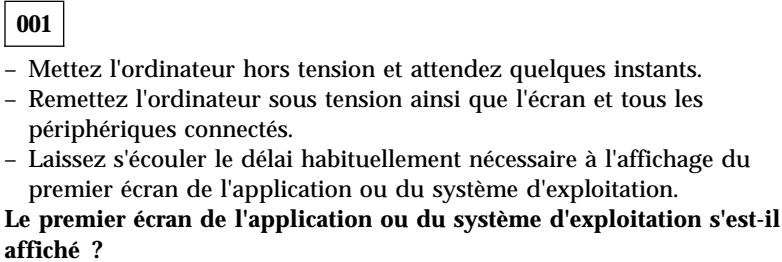 001
– Mettez l'ordinateur hors tension et attendez quelques instants.
– Remettez l'ordinateur sous tension ainsi que l'écran et tous les
périphériques connectés.
– Laissez s'écouler le délai habituellement nécessaire à l'affichage du
premier écran de l'application ou du système d'exploitation.
Le premier écran de l'application ou du système d'exploitation s'est-il
affiché ?